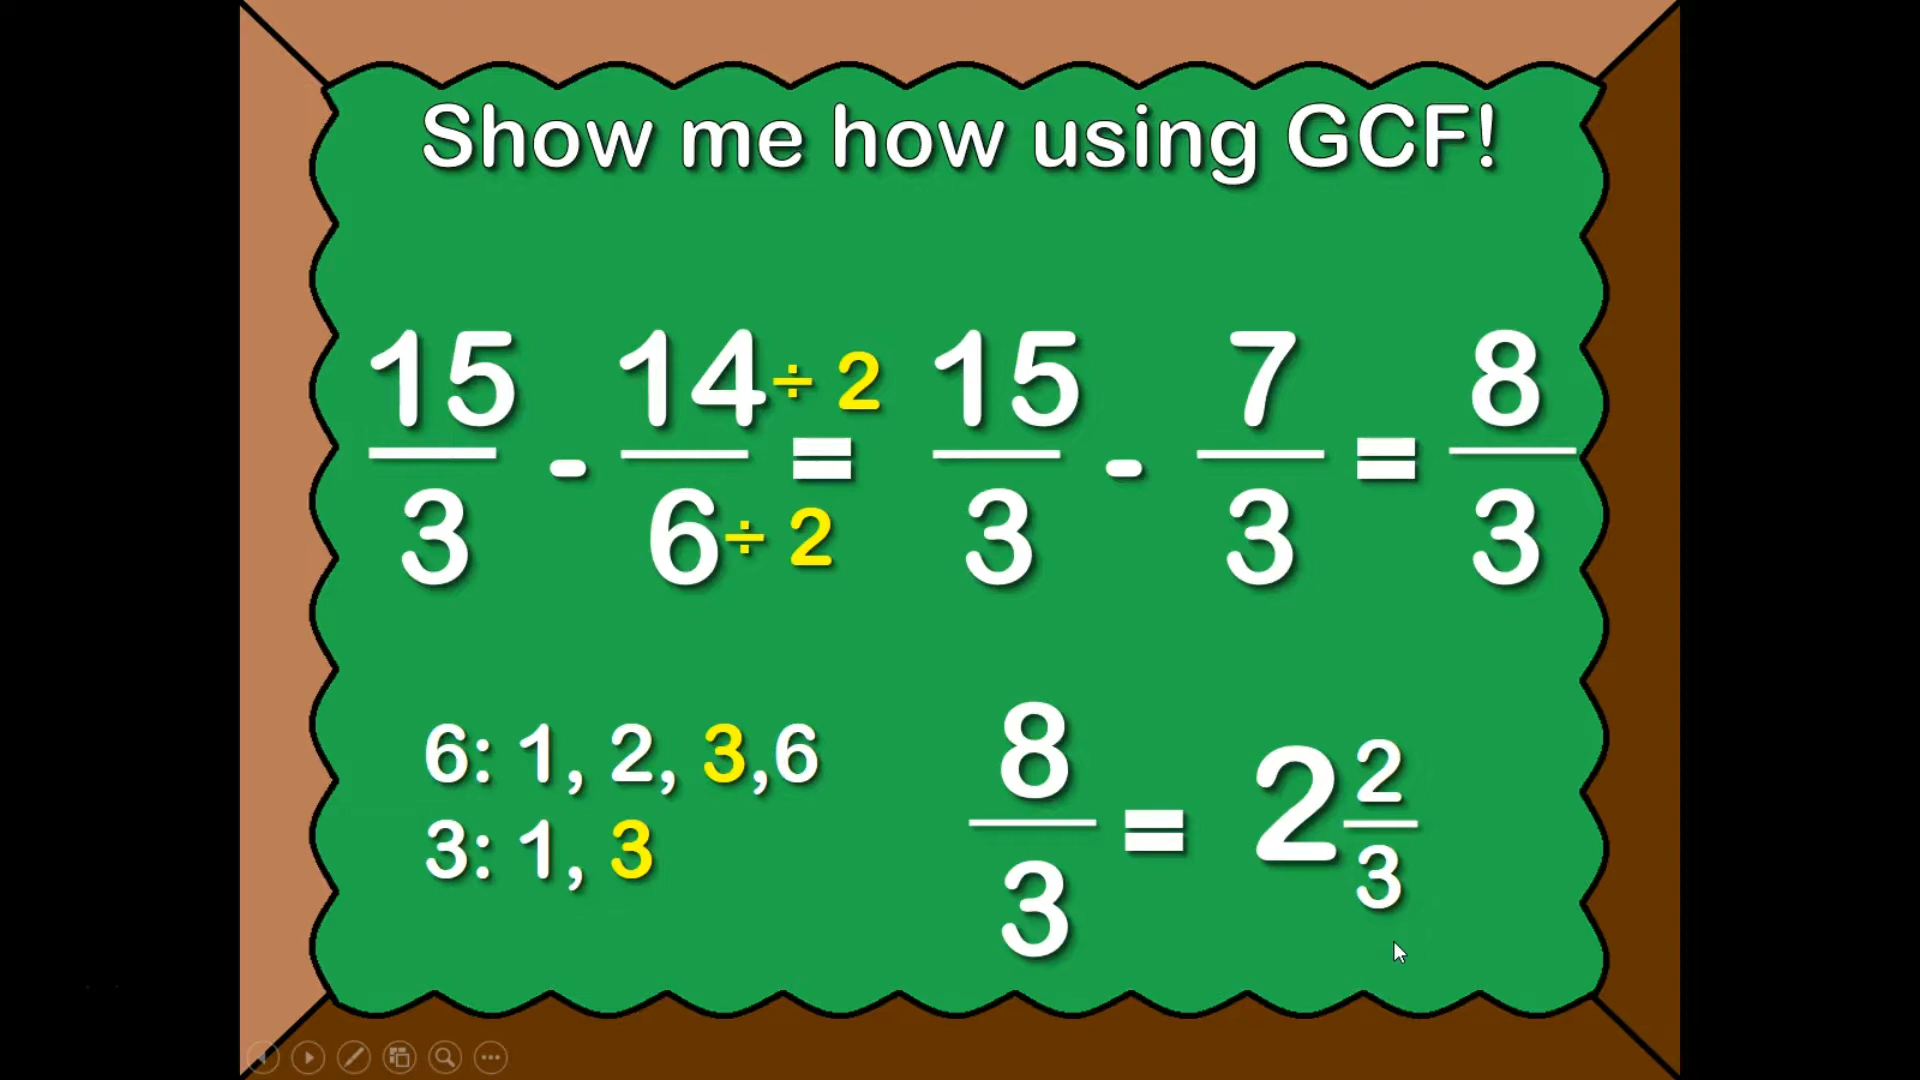 Show me how using GCF!
15/3 - 14÷ 2/6÷ 2 = 15/3 - 7/3 = 8/3
6: 1, 2, 3,6
3: 1, 3
8/3 = 2 2/3